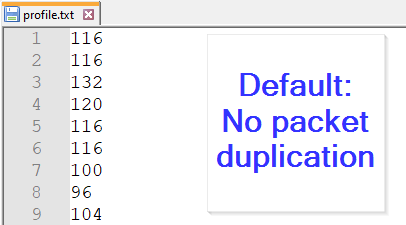 profile.txt
1 116
2 116
3 132
4 120
5 116
6 116
7 100
8 96
9 104
Default:
No packet
duplication